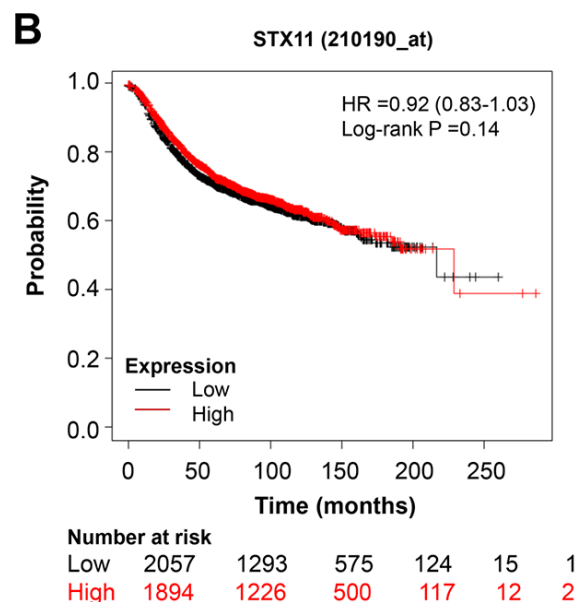 B
STX11 (210190_at)
HR =0.92 (0.83-1.03)
Log-rank P =0.14
Probability
1.0
0.8
0.6
0.4
0.2
0.0
Expression
Low
High
0 50 100 150 200 250
Time (months)
Number at risk
Low 2057 1293 575 124 15 1
High 1894 1226 500 117 12 2